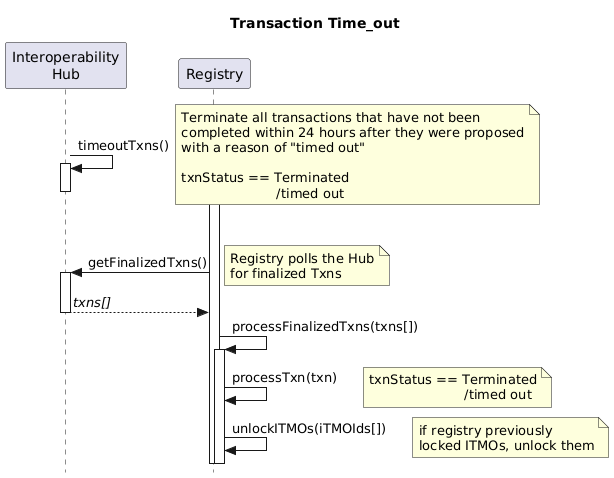 Transaction Time_out
Interoperability
Hub
Registry
Terminate all transactions that have not been
completed within 24 hours after they were proposed
with a reason of "timed out"
txnStatus == Terminated
/timed out
timeoutTxns()
getFinalizedTxns()
Registry polls the Hub
for finalized Txns
txns[]
processFinalizedTxns(txns[])
processTxn(txn)
txnStatus == Terminated
/timed out
unlockITMOs(iTMOIds[])
if registry previously
locked ITMOs, unlock them